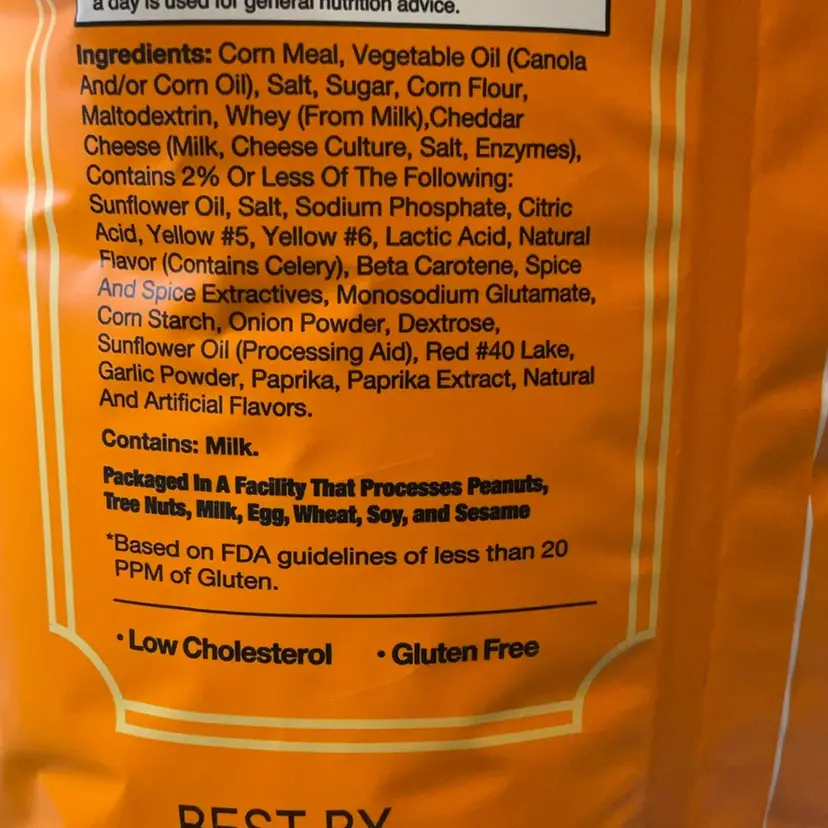 a day is used for general nutrition advice.
Ingredients: Corn Meal, Vegetable Oil (Canola
And/or Corn Oil), Salt, Sugar, Corn Flour,
Maltodextrin, Whey (From Milk),Cheddar
Cheese (Milk, Cheese Culture, Salt, Enzymes),
Contains 2% Or Less Of The Following:
Sunflower Oil, Salt, Sodium Phosphate, Citric
Acid, Yellow #5, Yellow #6, Lactic Acid, Natural
Flavor (Contains Celery), Beta Carotene, Spice
And Spice Extractives, Monosodium Glutamate,
Corn Starch, Onion Powder, Dextrose,
Sunflower Oil (Processing Aid), Red #40 Lake,
Garlic Powder, Paprika, Paprika Extract, Natural
And Artificial Flavors.
Contains: Milk.
Packaged In A Facility That Processes Peanuts,
Tree Nuts, Milk, Egg, Wheat, Soy, and Sesame
*Based on FDA guidelines of less than 20
PPM of Gluten.
• Low Cholesterol • Gluten Free
BEST BY